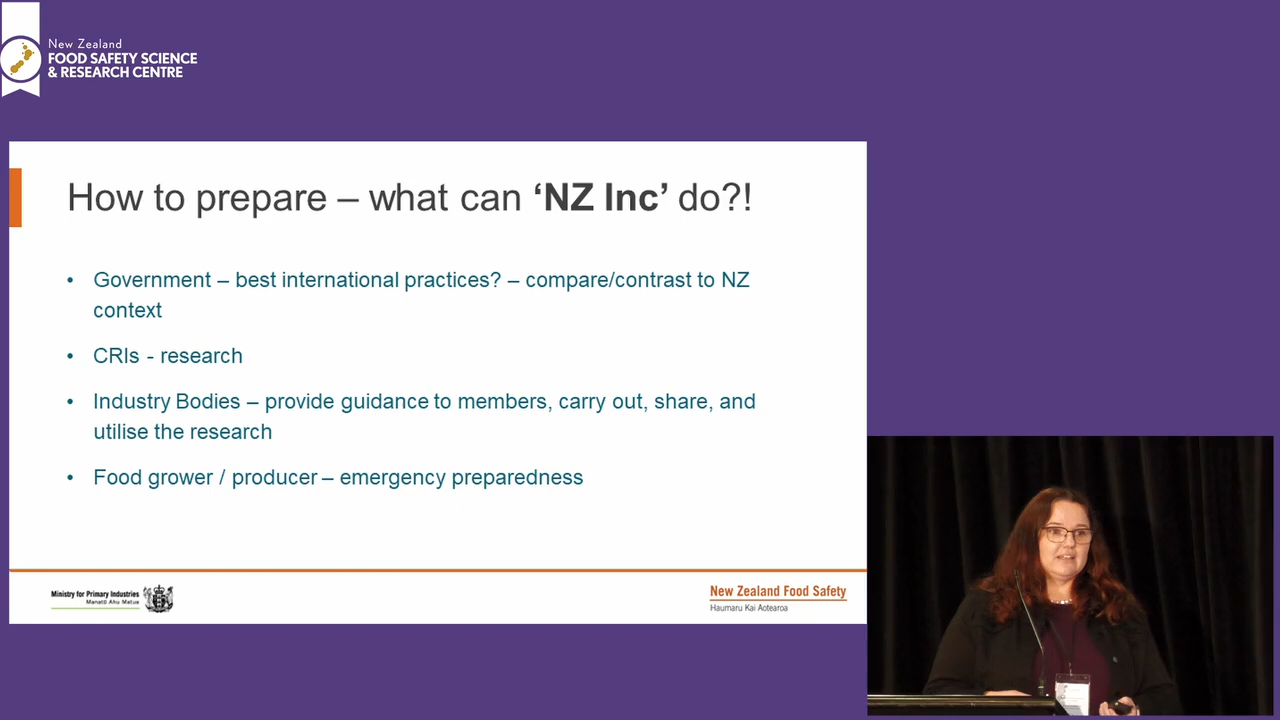 New Zealand
FOOD SAFETY SCIENCE
& RESEARCH CENTRE
How to prepare – what can ‘NZ Inc’ do?!
• Government – best international practices? – compare/contrast to NZ
context
• CRIs - research
• Industry Bodies – provide guidance to members, carry out, share, and
utilise the research
• Food grower / producer – emergency preparedness
Ministry for Primary Industries
Manatū Ahu Matua
New Zealand Food Safety
Haumaru Kai Aotearoa